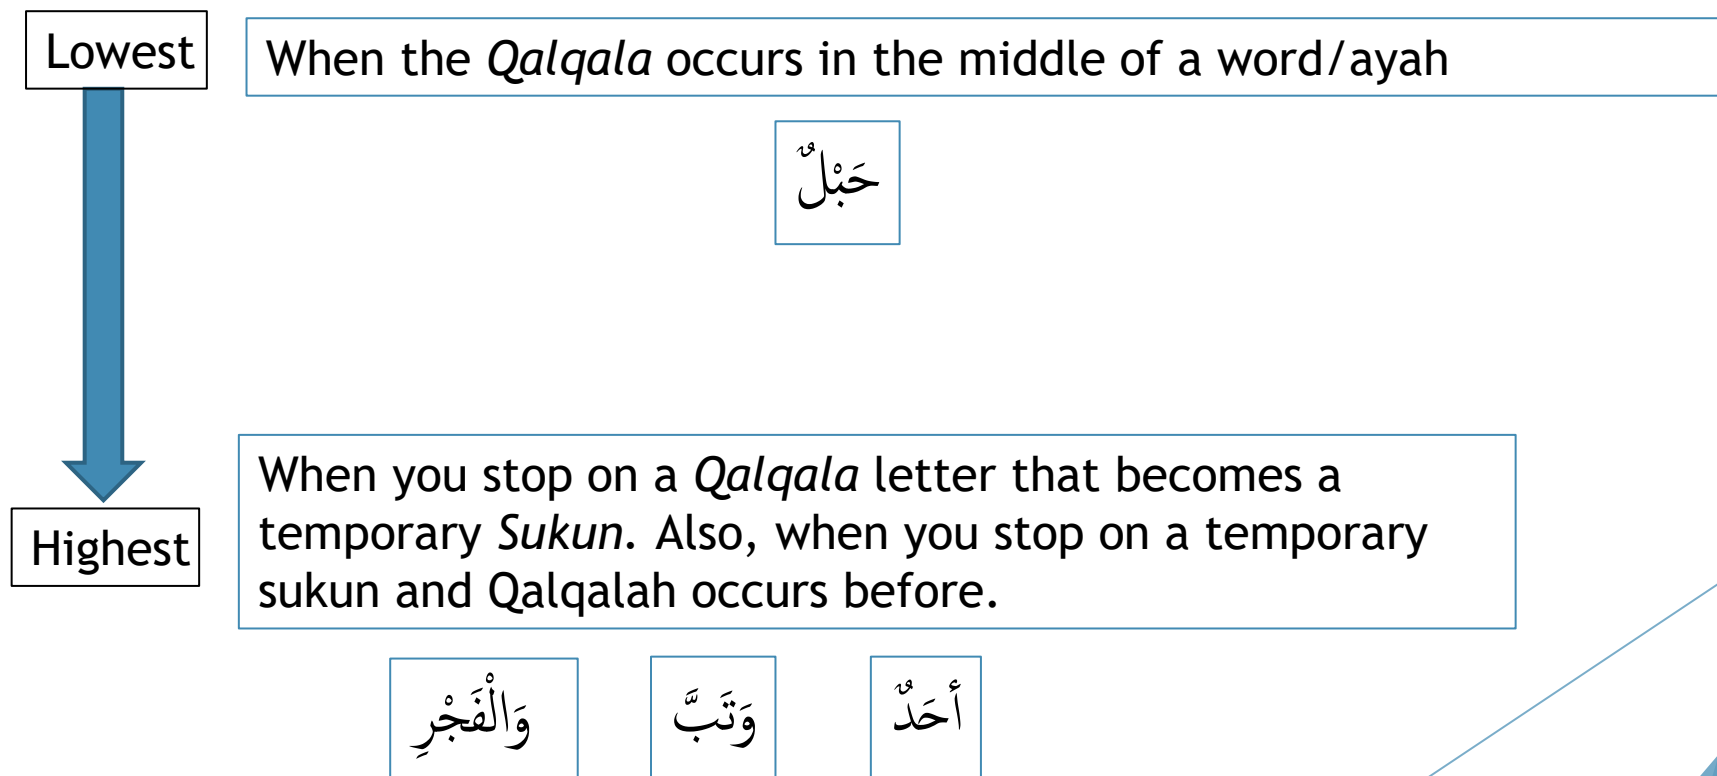 Lowest
When the Qalqala occurs in the middle of a word/ayah
حَبْلٌ
Highest
When you stop on a Qalqala letter that becomes a
temporary Sukun. Also, when you stop on a temporary
sukun and Qalqalah occurs before.
أَحَدٌ
وَتَبَّ
وَالْفَجْرِ